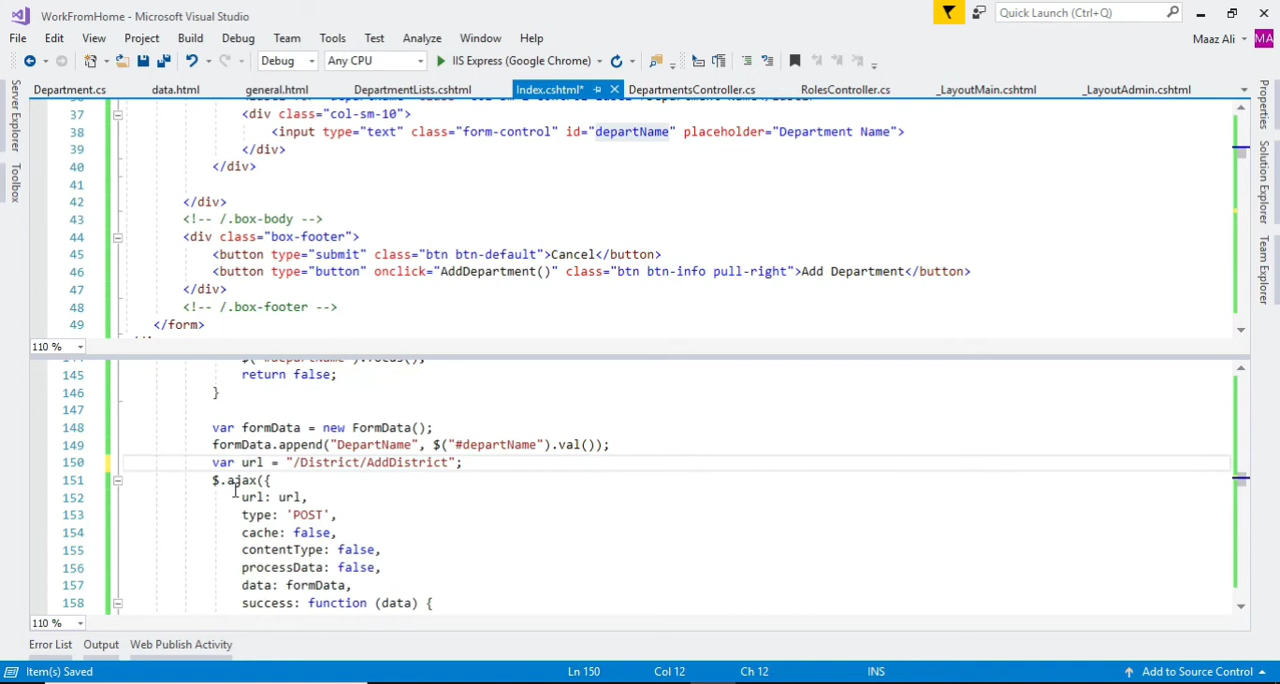 WorkFromHome - Microsoft Visual Studio
Quick Launch (Ctrl+Q)
File Edit View Project Build Debug Team Tools Test Analyze Window Help
Maaz Ali MA
Debug Any CPU IIS Express (Google Chrome)
Department.cs data.html general.html DepartmentLists.cshtml Index.cshtml* DepartmentsController.cs RolesController.cs _LayoutMain.cshtml _LayoutAdmin.cshtml
Server Explorer
Toolbox
Properties
Solution Explorer
Team Explorer
37 <div class="col-sm-10">
38 <input type="text" class="form-control" id="departName" placeholder="Department Name">
39 </div>
40 </div>
41
42 </div>
43 <!-- /.box-body -->
44 <div class="box-footer">
45 <button type="submit" class="btn btn-default">Cancel</button>
46 <button type="button" onclick="AddDepartment()" class="btn btn-info pull-right">Add Department</button>
47 </div>
48 <!-- /.box-footer -->
49 </form>
110 %
145 return false;
146 }
147
148 var formData = new FormData();
149 formData.append("DepartName", $("#departName").val());
150 var url = "/District/AddDistrict";
151 $.ajax({
152 url: url,
153 type: 'POST',
154 cache: false,
155 contentType: false,
156 processData: false,
157 data: formData,
158 success: function (data) {
110 %
Error List Output Web Publish Activity
Item(s) Saved Ln 150 Col 12 Ch 12 INS Add to Source Control